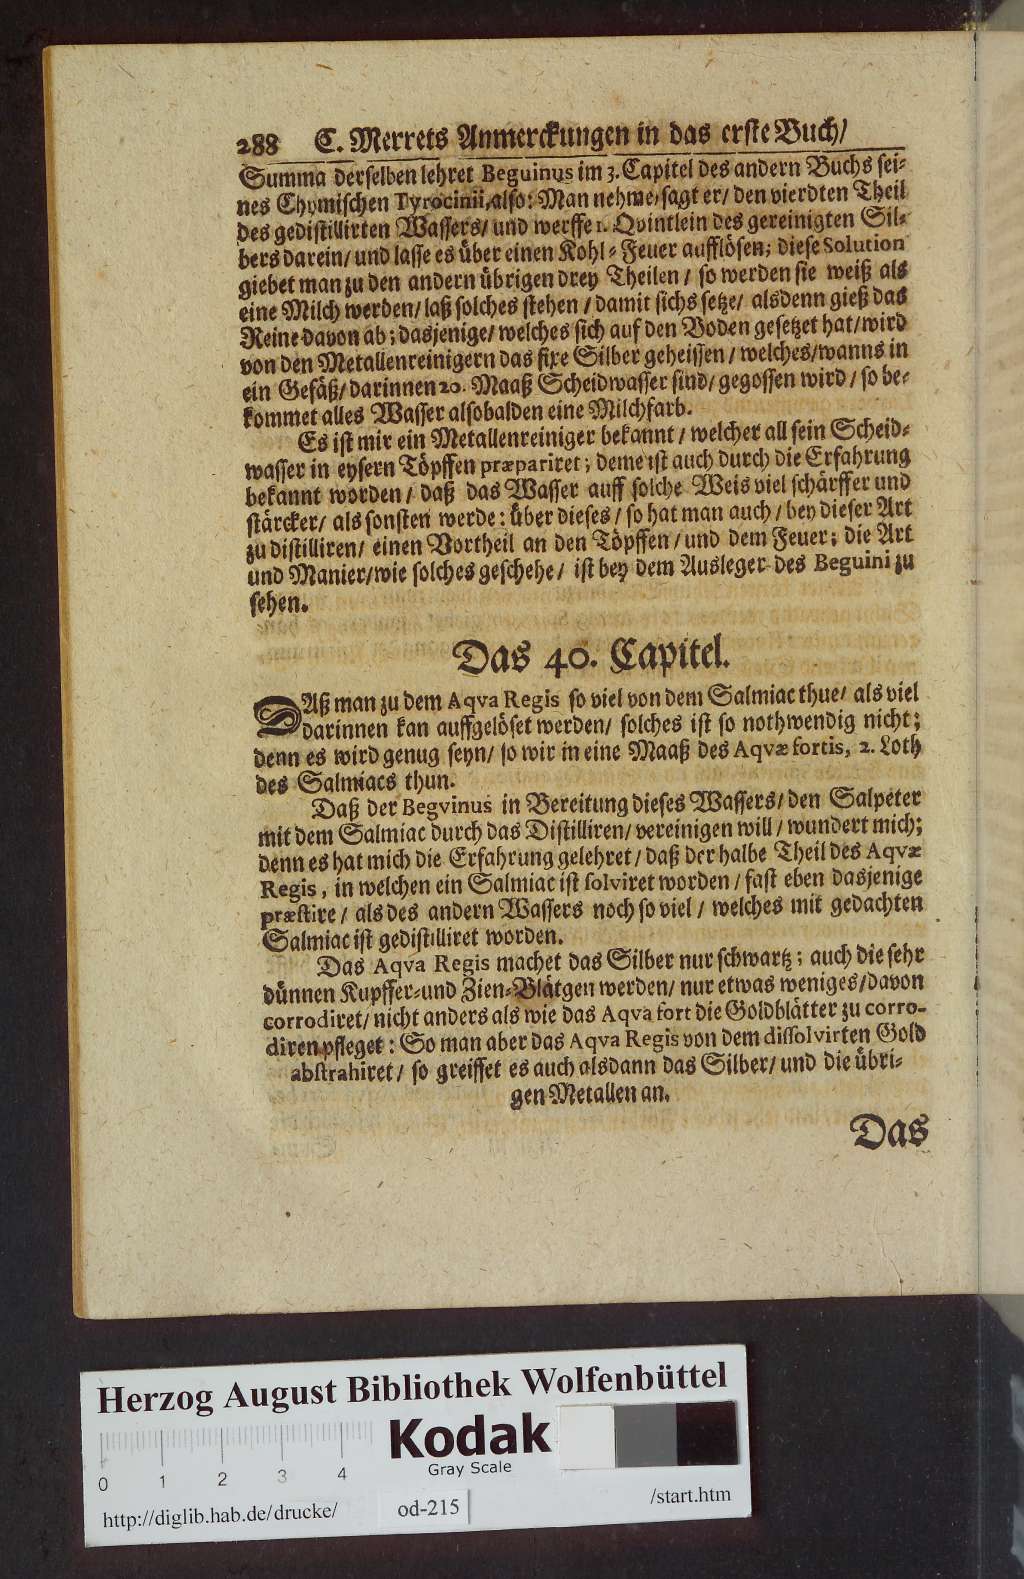 288 C. Merrets Anmerckungen in das erste Buch/
Summa derselben lehret Beguinus im 3. Capitel des andern Buchs sei-
nes Chymischen Tyrocinii, also: Man nehme/ sagt er/ den vierdten Theil
des gedistillirten Wassers/ und werffe 1. Qvintlein des gereinigten Sil-
bers darein/ und lasse es über einen Kohl-Feuer aufflösen; diese Solution
giebet man zu den andern übrigen drey Theilen/ so werden sie weiß als
eine Milch werden/ laß solches stehen/ damit sichs setze/ alsdenn gieß das
Reine davon ab; dasjenige/ welches sich auf den Boden gesetzet hat/ wird
von den Metallenreinigern das fixe Silber geheissen/ welches/ wanns in
ein Gefäß/ darinnen 20. Maaß Scheidwasser sind/ gegossen wird/ so be-
kommet alles Wasser alsobalden eine Milchfarb.
Es ist mir ein Metallenreiniger bekannt/ welcher all sein Scheid-
wasser in eysern Töpffen præpariret; deme ist auch durch die Erfahrung
bekannt worden/ daß das Wasser auff solche Weis viel schärffer und
stärcker/ als sonsten werde: über dieses/ so hat man auch/ bey dieser Art
zu distilliren/ einen Vortheil an den Töpffen/ und dem Feuer; die Art
und Manier/ wie solches geschehe/ ist bey dem Ausleger des Beguini zu
sehen.
Das 40. Capitel.
DAß man zu dem Aqva Regis so viel von dem Salmiac thue/ als viel
darinnen kan auffgelöset werden/ solches ist so nothwendig nicht;
denn es wird genug seyn/ so wir in eine Maaß des Aqvæ fortis, 2. Loth
des Salmiacs thun.
Daß der Begvinus in Bereitung dieses Wassers/ den Salpeter
mit dem Salmiac durch das Distilliren/ vereinigen will/ wundert mich;
denn es hat mich die Erfahrung gelehret/ daß der halbe Theil des Aqvæ
Regis, in welchen ein Salmiac ist solviret worden/ fast eben dasjenige
præstire/ als des andern Wassers noch so viel/ welches mit gedachten
Salmiac ist gedistilliret worden.
Das Aqva Regis machet das Silber nur schwartz; auch die sehr
dünnen Kupffer- und Zien-Blätgen werden/ nur etwas weniges/ davon
corrodiret/ nicht anders als wie das Aqva fort die Goldblätter zu corro-
diren pfleget: So man aber das Aqva Regis von dem dissolvirten Gold
abstrahiret/ so greiffet es auch alsdann das Silber/ und die übri-
gen Metallen an.
Das
Herzog August Bibliothek Wolfenbüttel
Kodak
Gray Scale
0 1 2 3 4
http://diglib.hab.de/drucke/ od-215 /start.htm